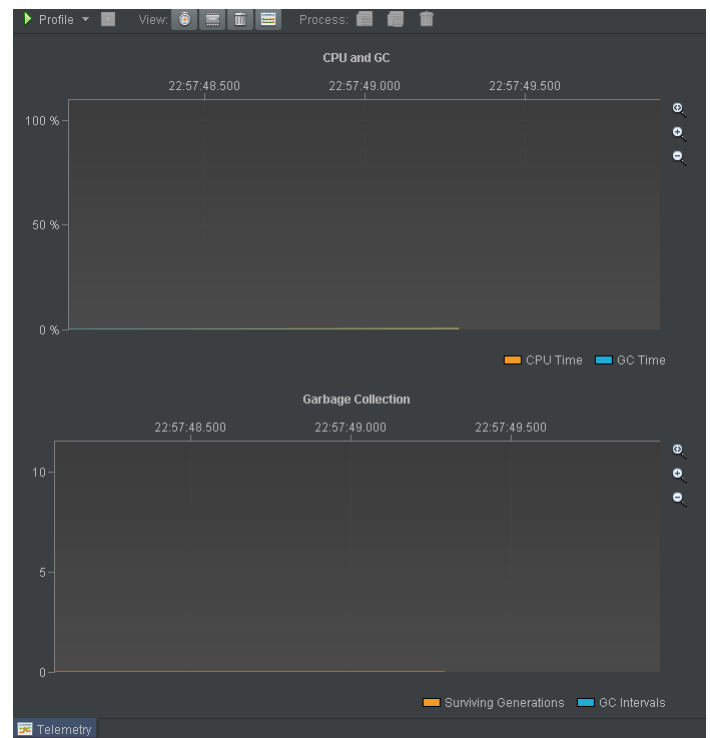 Profile View: Process:
CPU and GC
22:57:48.500 22:57:49.000 22:57:49.500
100 %
50 %
0 %
CPU Time GC Time
Garbage Collection
22:57:48.500 22:57:49.000 22:57:49.500
10
5
0
Surviving Generations GC Intervals
Telemetry